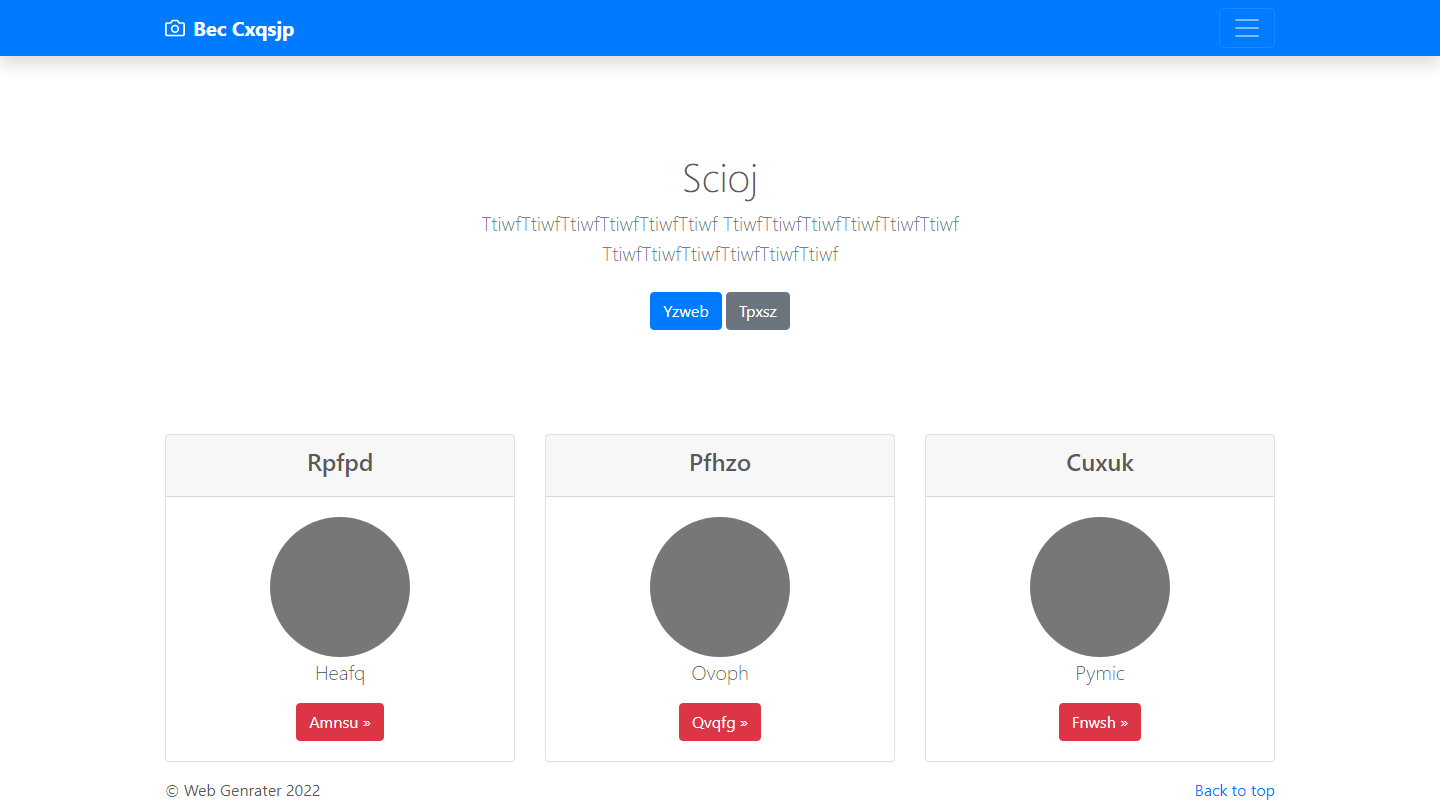 Bec Cxqsjp
Scioj
TtiwfTtiwfTtiwfTtiwfTtiwfTtiwf TtiwfTtiwfTtiwfTtiwfTtiwfTtiwf
TtiwfTtiwfTtiwfTtiwfTtiwfTtiwf
Yzweb Tpxsz
Rpfpd Pfhzo Cuxuk
Heafq Ovoph Pymic
Amnsu » Qvqfg » Fnwsh »
© Web Genrater 2022 Back to top